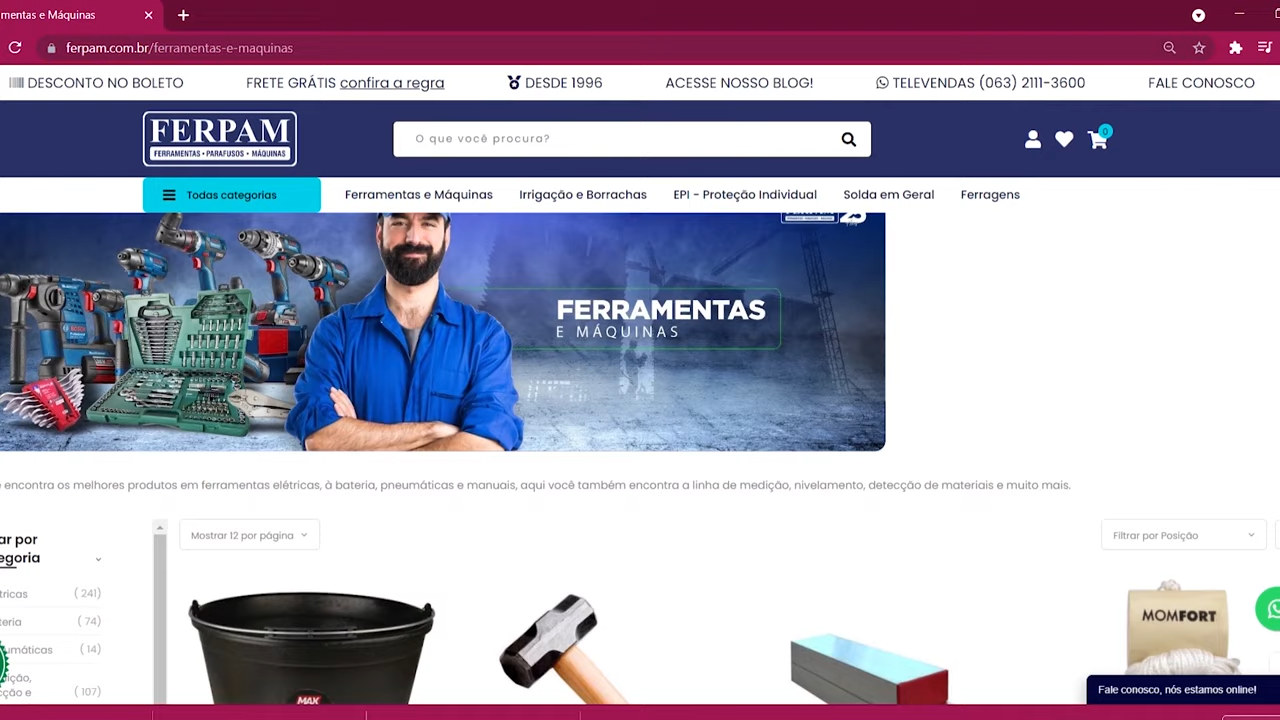 mentas e Máquinas
ferpam.com.br/ferramentas-e-maquinas
DESCONTO NO BOLETO
FRETE GRÁTIS confira a regra
DESDE 1996
ACESSE NOSSO BLOG!
TELEVENDAS (063) 2111-3600
FALE CONOSCO
FERPAM
FERRAMENTAS • PARAFUSOS • MÁQUINAS
O que você procura?
0
Todas categorias
Ferramentas e Máquinas
Irrigação e Borrachas
EPI - Proteção Individual
Solda em Geral
Ferragens
25
FERRAMENTAS
E MÁQUINAS
encontra os melhores produtos em ferramentas elétricas, à bateria, pneumáticas e manuais, aqui você também encontra a linha de medição, nivelamento, detecção de materiais e muito mais.
ar por
egoria
Mostrar 12 por página
Filtrar por Posição
tricas (241)
teria (74)
umáticas (14)
ição,
cção e (107)
MAX
MOMFORT
Fale conosco, nós estamos online!